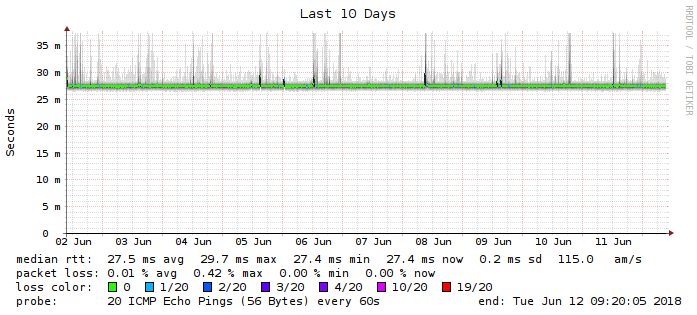 Last 10 Days
RRDTOOL / TOBI OETIKER
Seconds
35 m
30 m
25 m
20 m
15 m
10 m
5 m
0
02 Jun 03 Jun 04 Jun 05 Jun 06 Jun 07 Jun 08 Jun 09 Jun 10 Jun 11 Jun
median rtt: 27.5 ms avg 29.7 ms max 27.4 ms min 27.4 ms now 0.2 ms sd 115.0 am/s
packet loss: 0.01 % avg 0.42 % max 0.00 % min 0.00 % now
loss color: 0 1/20 2/20 3/20 4/20 10/20 19/20
probe: 20 ICMP Echo Pings (56 Bytes) every 60s end: Tue Jun 12 09:20:05 2018